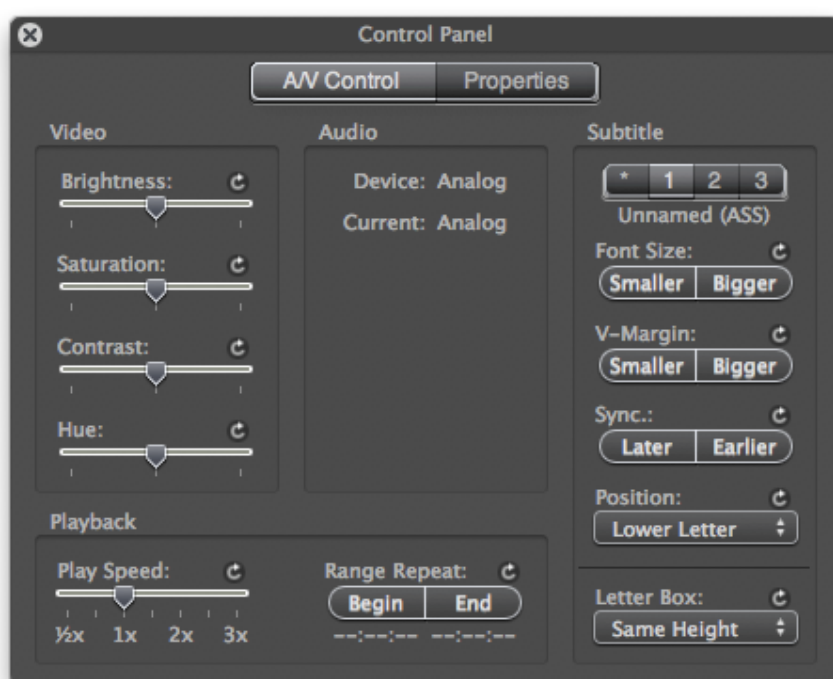 Control Panel
A/V Control Properties
Video
Brightness:
Saturation:
Contrast:
Hue:
Audio
Device: Analog
Current: Analog
Subtitle
* 1 2 3
Unnamed (ASS)
Font Size:
Smaller Bigger
V-Margin:
Smaller Bigger
Sync.:
Later Earlier
Position:
Lower Letter
Letter Box:
Same Height
Playback
Play Speed:
½x 1x 2x 3x
Range Repeat:
Begin End
--:--:-- --:--:--